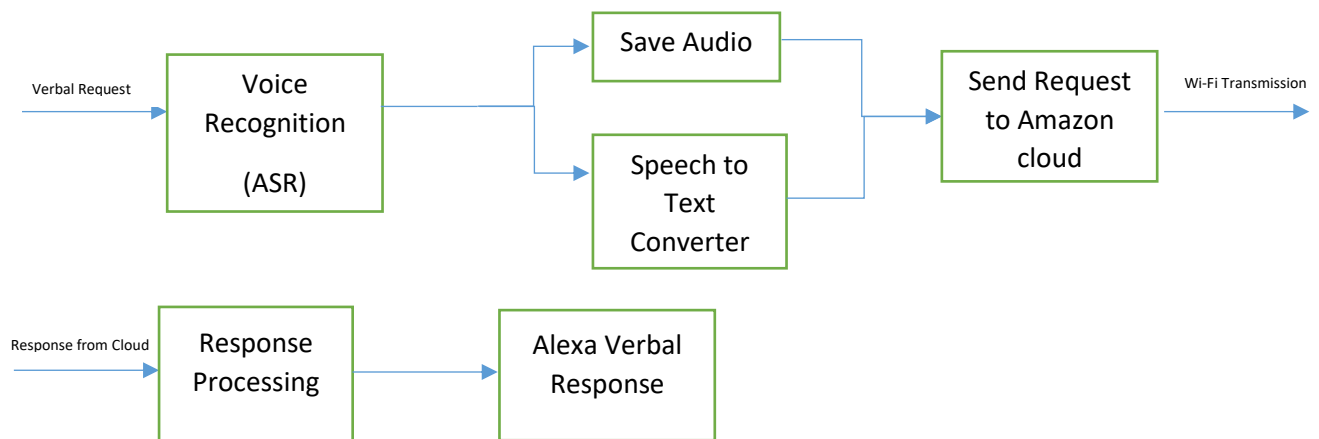 Verbal Request
Voice
Recognition
(ASR)
Save Audio
Speech to
Text
Converter
Send Request
to Amazon
cloud
Wi-Fi Transmission
Response from Cloud
Response
Processing
Alexa Verbal
Response